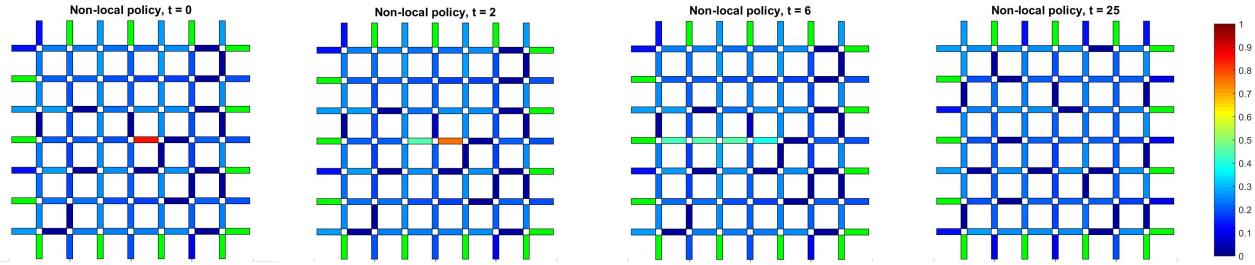 Non-local policy, t = 0
Non-local policy, t = 2
Non-local policy, t = 6
Non-local policy, t = 25
1
0.9
0.8
0.7
0.6
0.5
0.4
0.3
0.2
0.1
0